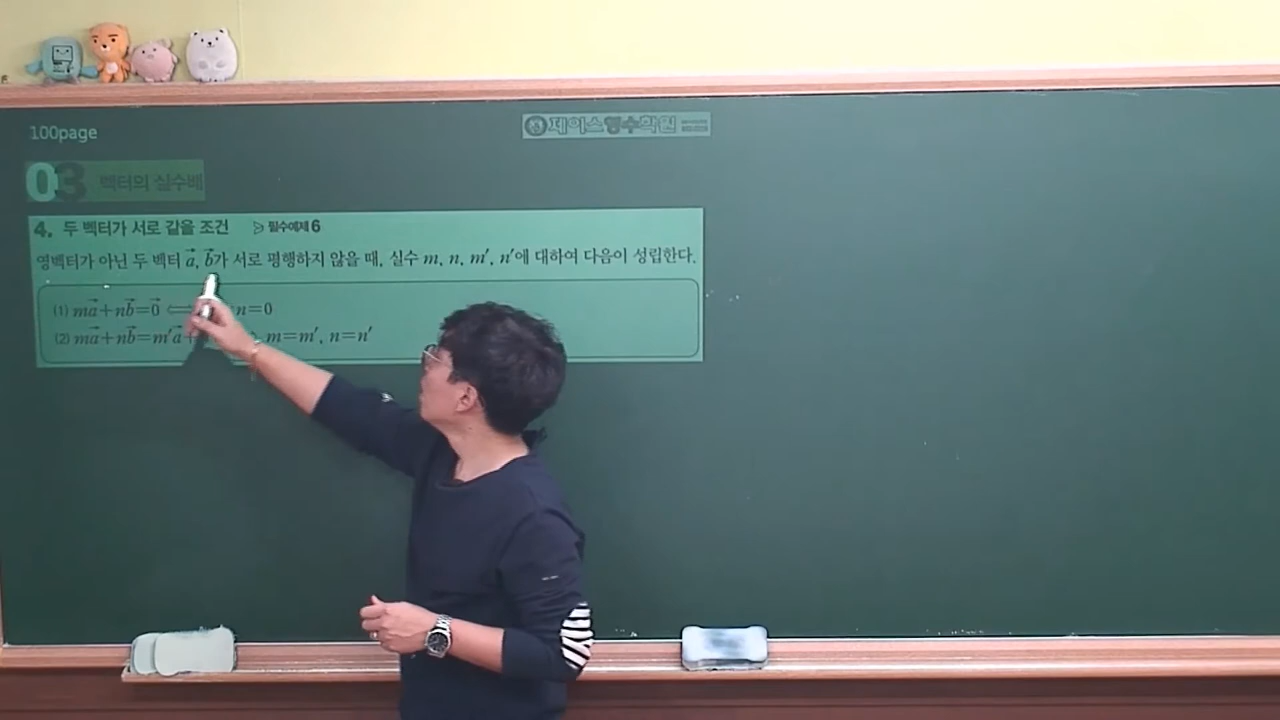 100page
제이스영수학원
03 벡터의 실수배
4. 두 벡터가 서로 같을 조건 필수예제 6
영벡터가 아닌 두 벡터 a⃗, b⃗가 서로 평행하지 않을 때, 실수 m, n, m′, n′에 대하여 다음이 성립한다.
(1) ma⃗+nb⃗=0⃗ ⟺ n=0
(2) ma⃗+nb⃗=m′a⃗+ m=m′, n=n′